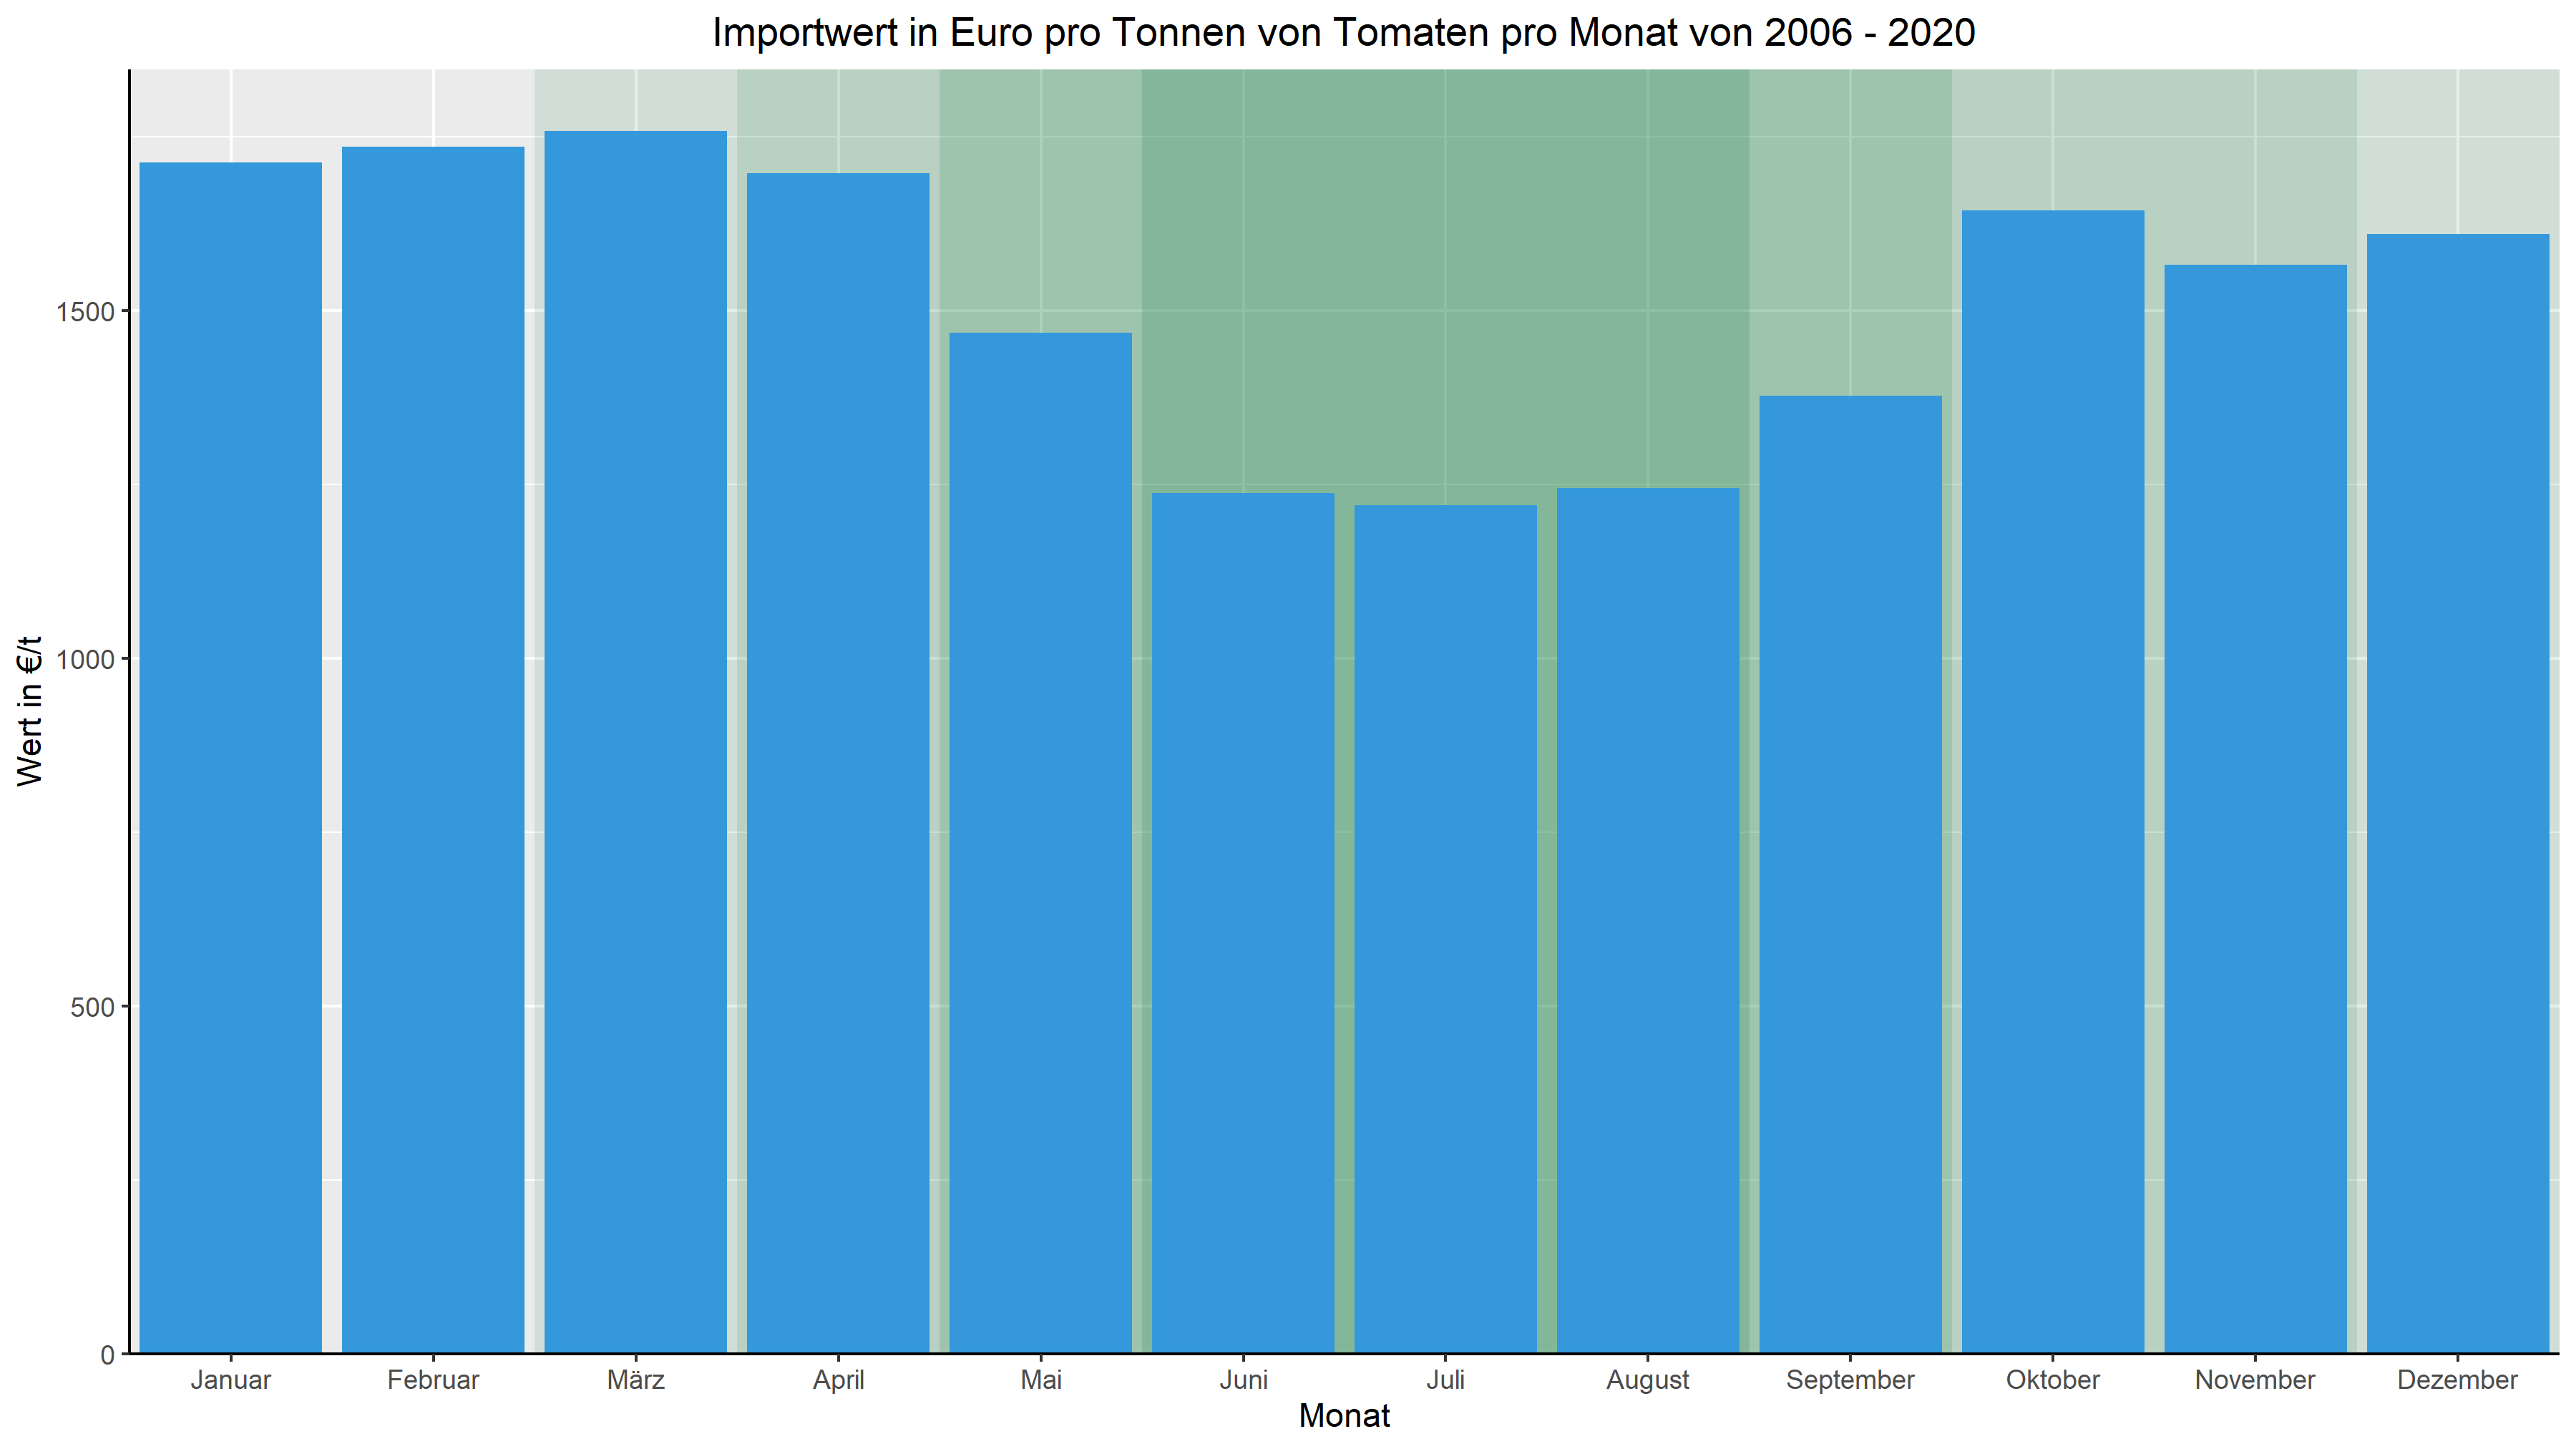 Importwert in Euro pro Tonnen von Tomaten pro Monat von 2006 - 2020
Wert in €/t
1500
1000
500
0
Januar Februar März April Mai Juni Juli August September Oktober November Dezember
Monat